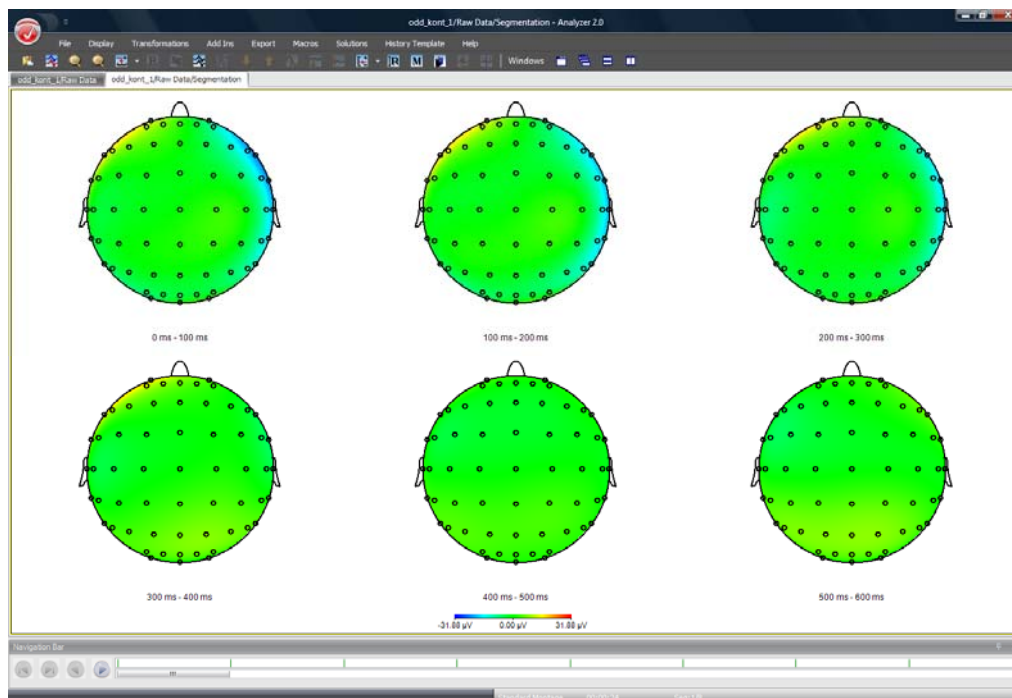 odd_kont_1/Raw Data/Segmentation - Analyzer 2.0
File Display Transformations Add Ins Export Macros Solutions History Template Help
Windows
odd_kont_1/Raw Data odd_kont_1/Raw Data/Segmentation
0 ms - 100 ms 100 ms - 200 ms 200 ms - 300 ms
300 ms - 400 ms 400 ms - 500 ms 500 ms - 600 ms
-31.88 µV 0.00 µV 31.88 µV
Navigation Bar